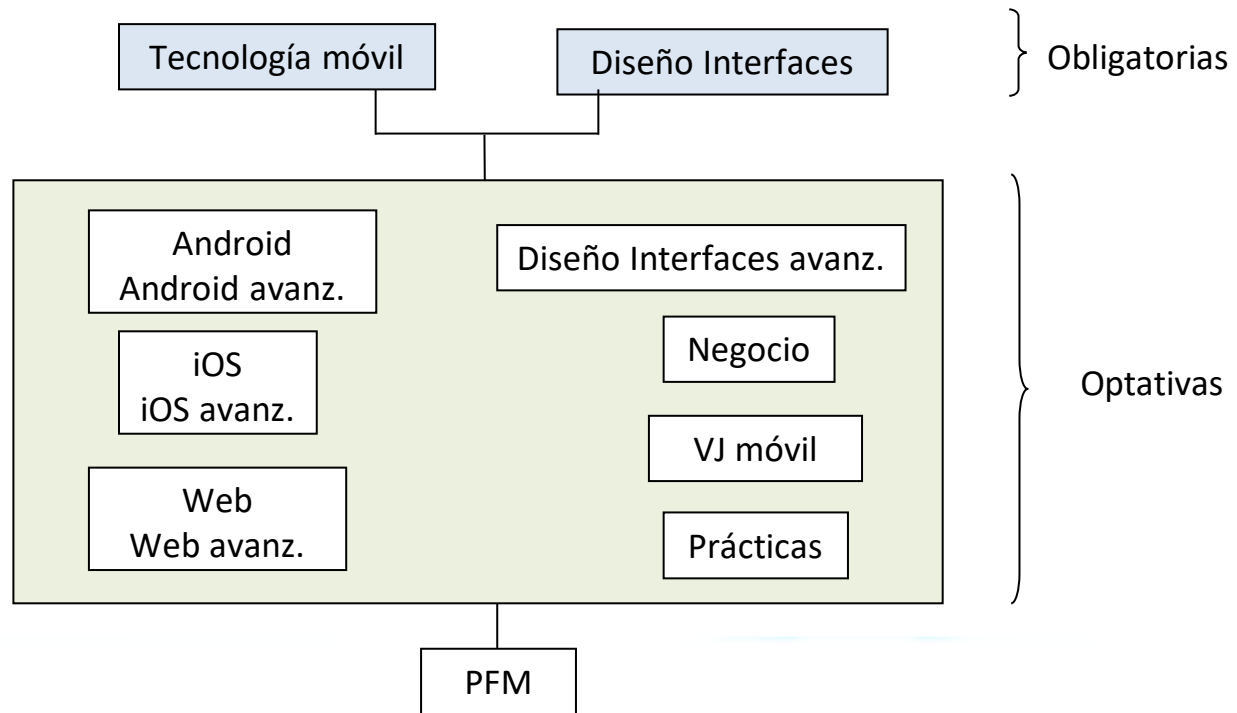 Tecnología móvil
Diseño Interfaces
Obligatorias
Android
Android avanz.
Diseño Interfaces avanz.
iOS
iOS avanz.
Negocio
Optativas
VJ móvil
Web
Web avanz.
Prácticas
PFM